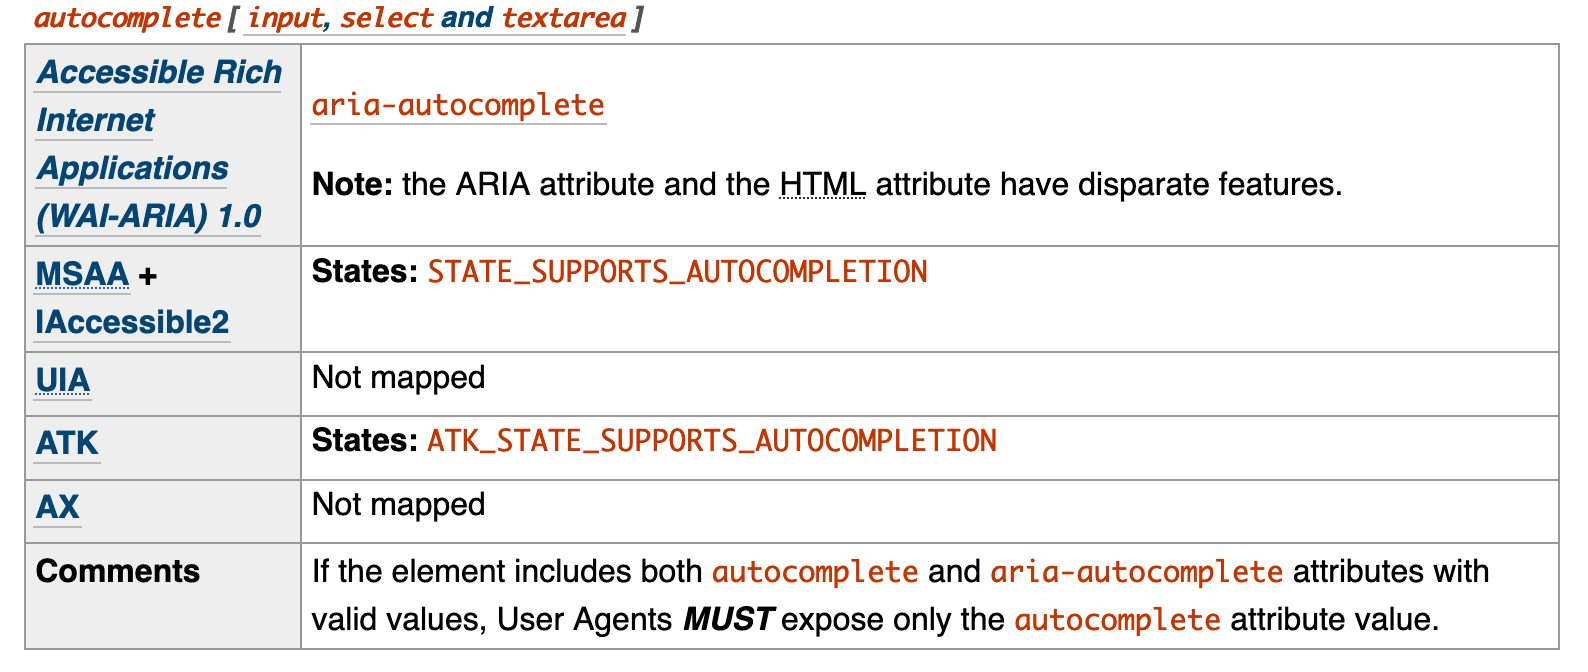 autocomplete [ input, select and textarea ]
Accessible Rich
Internet
Applications
(WAI-ARIA) 1.0
aria-autocomplete
Note: the ARIA attribute and the HTML attribute have disparate features.
MSAA +
IAccessible2
States: STATE_SUPPORTS_AUTOCOMPLETION
UIA
Not mapped
ATK
States: ATK_STATE_SUPPORTS_AUTOCOMPLETION
AX
Not mapped
Comments
If the element includes both autocomplete and aria-autocomplete attributes with
valid values, User Agents MUST expose only the autocomplete attribute value.